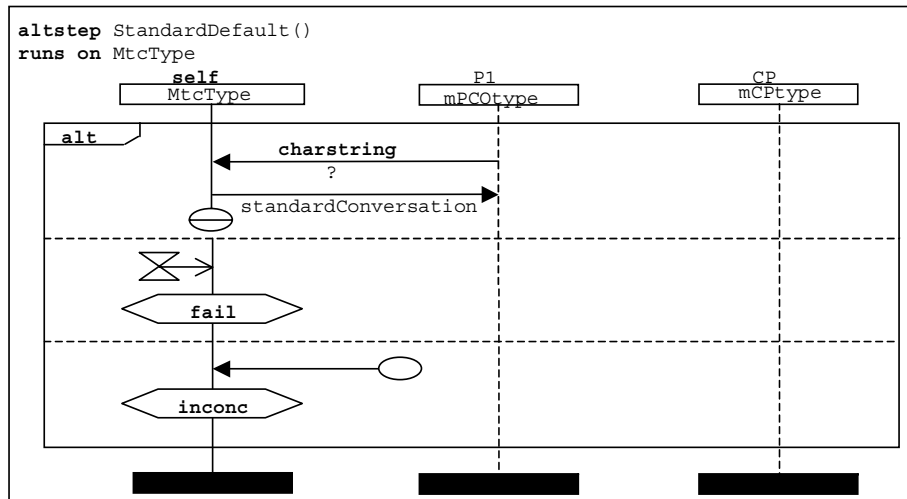 altstep StandardDefault()
runs on MtcType
self P1 CP
MtcType mPCOtype mCPtype
alt
charstring
?
standardConversation
fail
inconc